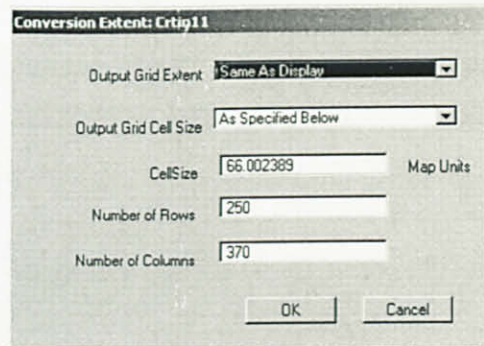 Conversion Extent: Crtig11
Output Grid Extent Same As Display
Output Grid Cell Size As Specified Below
CellSize 66.002389 Map Units
Number of Rows 250
Number of Columns 370
OK Cancel